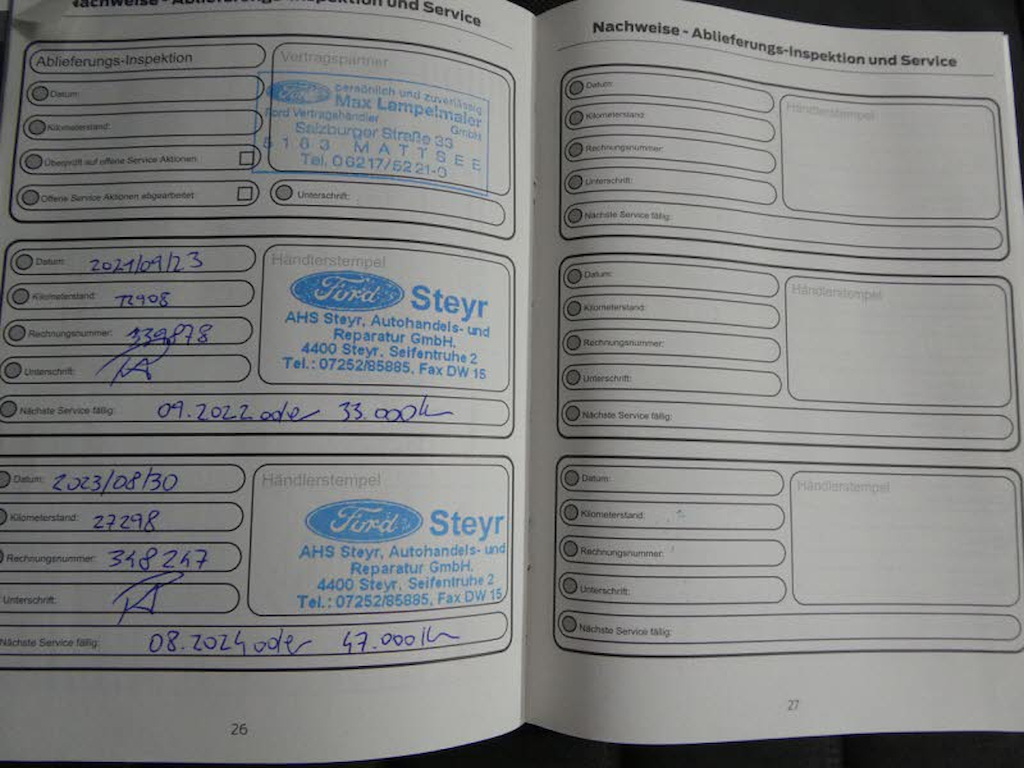 Nachweise - Ablieferungs-Inspektion und Service
Ablieferungs-Inspektion
Vertragspartner
Datum:
Kilometerstand:
Überprüft auf offene Service Aktionen
Offene Service Aktionen abgearbeitet
Ford
persönlich und zuverlässig
Max Lampelmaier
GmbH
Ford Vertragshändler
Salzburger Straße 33
5163 MATTSEE
Tel. 06217/5221-0
Unterschrift:
Datum: 2021/09/23
Kilometerstand:
Rechnungsnummer: 339878
Unterschrift:
Händlerstempel
Ford Steyr
AHS Steyr, Autohandels- und
Reparatur GmbH.
4400 Steyr, Seifentruhe 2
Tel.: 07252/85885, Fax DW 15
Nächste Service fällig: 09.2022 oder 33.000 k
Datum: 2023/08/30
Kilometerstand: 27298
Rechnungsnummer: 348247
Unterschrift:
Händlerstempel
Ford Steyr
AHS Steyr, Autohandels- und
Reparatur GmbH.
4400 Steyr, Seifentruhe 2
Tel.: 07252/85885, Fax DW 15
Nächste Service fällig: 08.2024 oder 47.000 k
26
Nachweise - Ablieferungs-Inspektion und Service
Datum:
Kilometerstand:
Rechnungsnummer:
Unterschrift:
Nächste Service fällig:
Händlerstempel
Datum:
Kilometerstand:
Rechnungsnummer:
Unterschrift:
Nächste Service fällig:
Händlerstempel
Datum:
Kilometerstand:
Rechnungsnummer:
Unterschrift:
Nächste Service fällig:
Händlerstempel
27